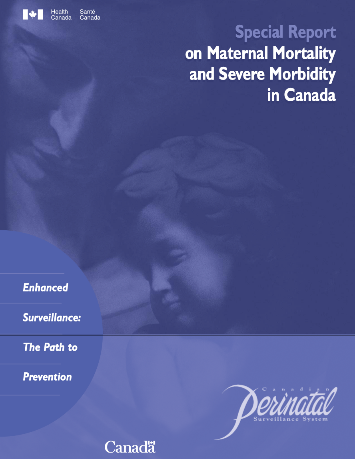 Health Santé
Canada Canada
Special Report
on Maternal Mortality
and Severe Morbidity
in Canada
Enhanced
Surveillance:
The Path to
Prevention
Canadian
Perinatal
Surveillance System
Canada